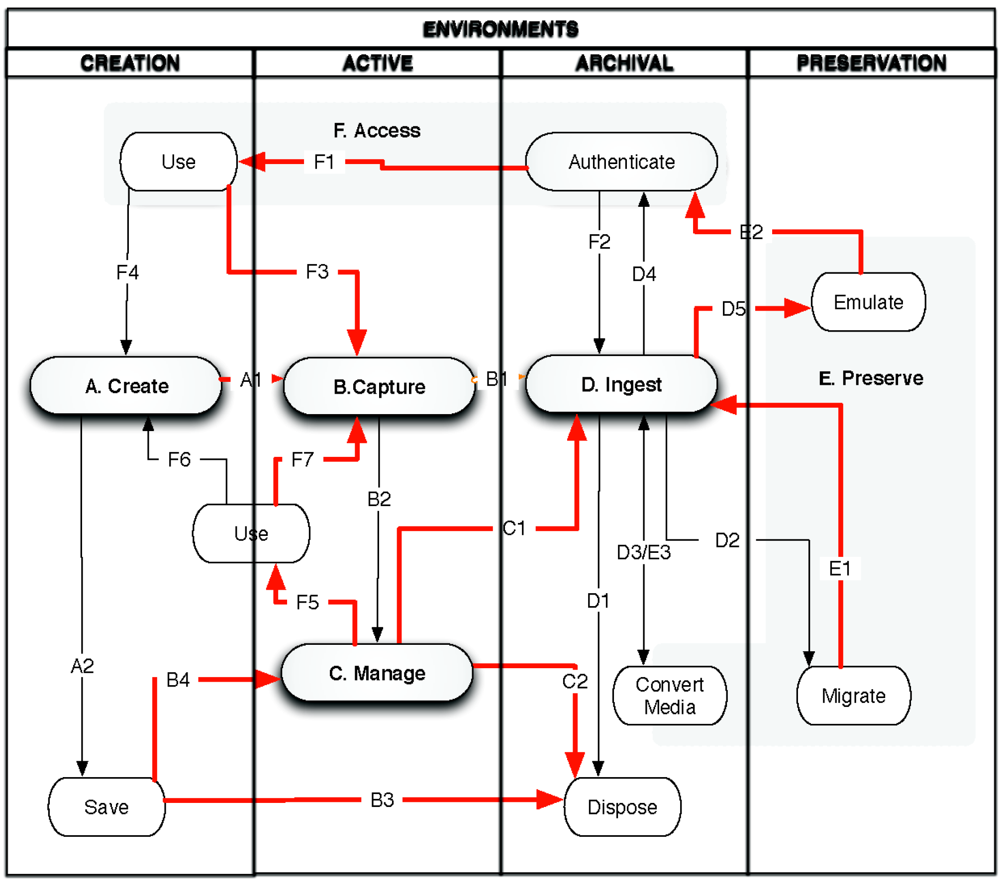 ENVIRONMENTS
CREATION
ACTIVE
ARCHIVAL
PRESERVATION
F. Access
Use
F1
Authenticate
E2
F2
F4
F3
D4
Emulate
D5
A. Create
A1
B.Capture
B1
D. Ingest
E. Preserve
F6
F7
B2
Use
C1
D2
D3/E3
E1
F5
D1
A2
B4
C. Manage
C2
Convert
Media
Migrate
Save
B3
Dispose